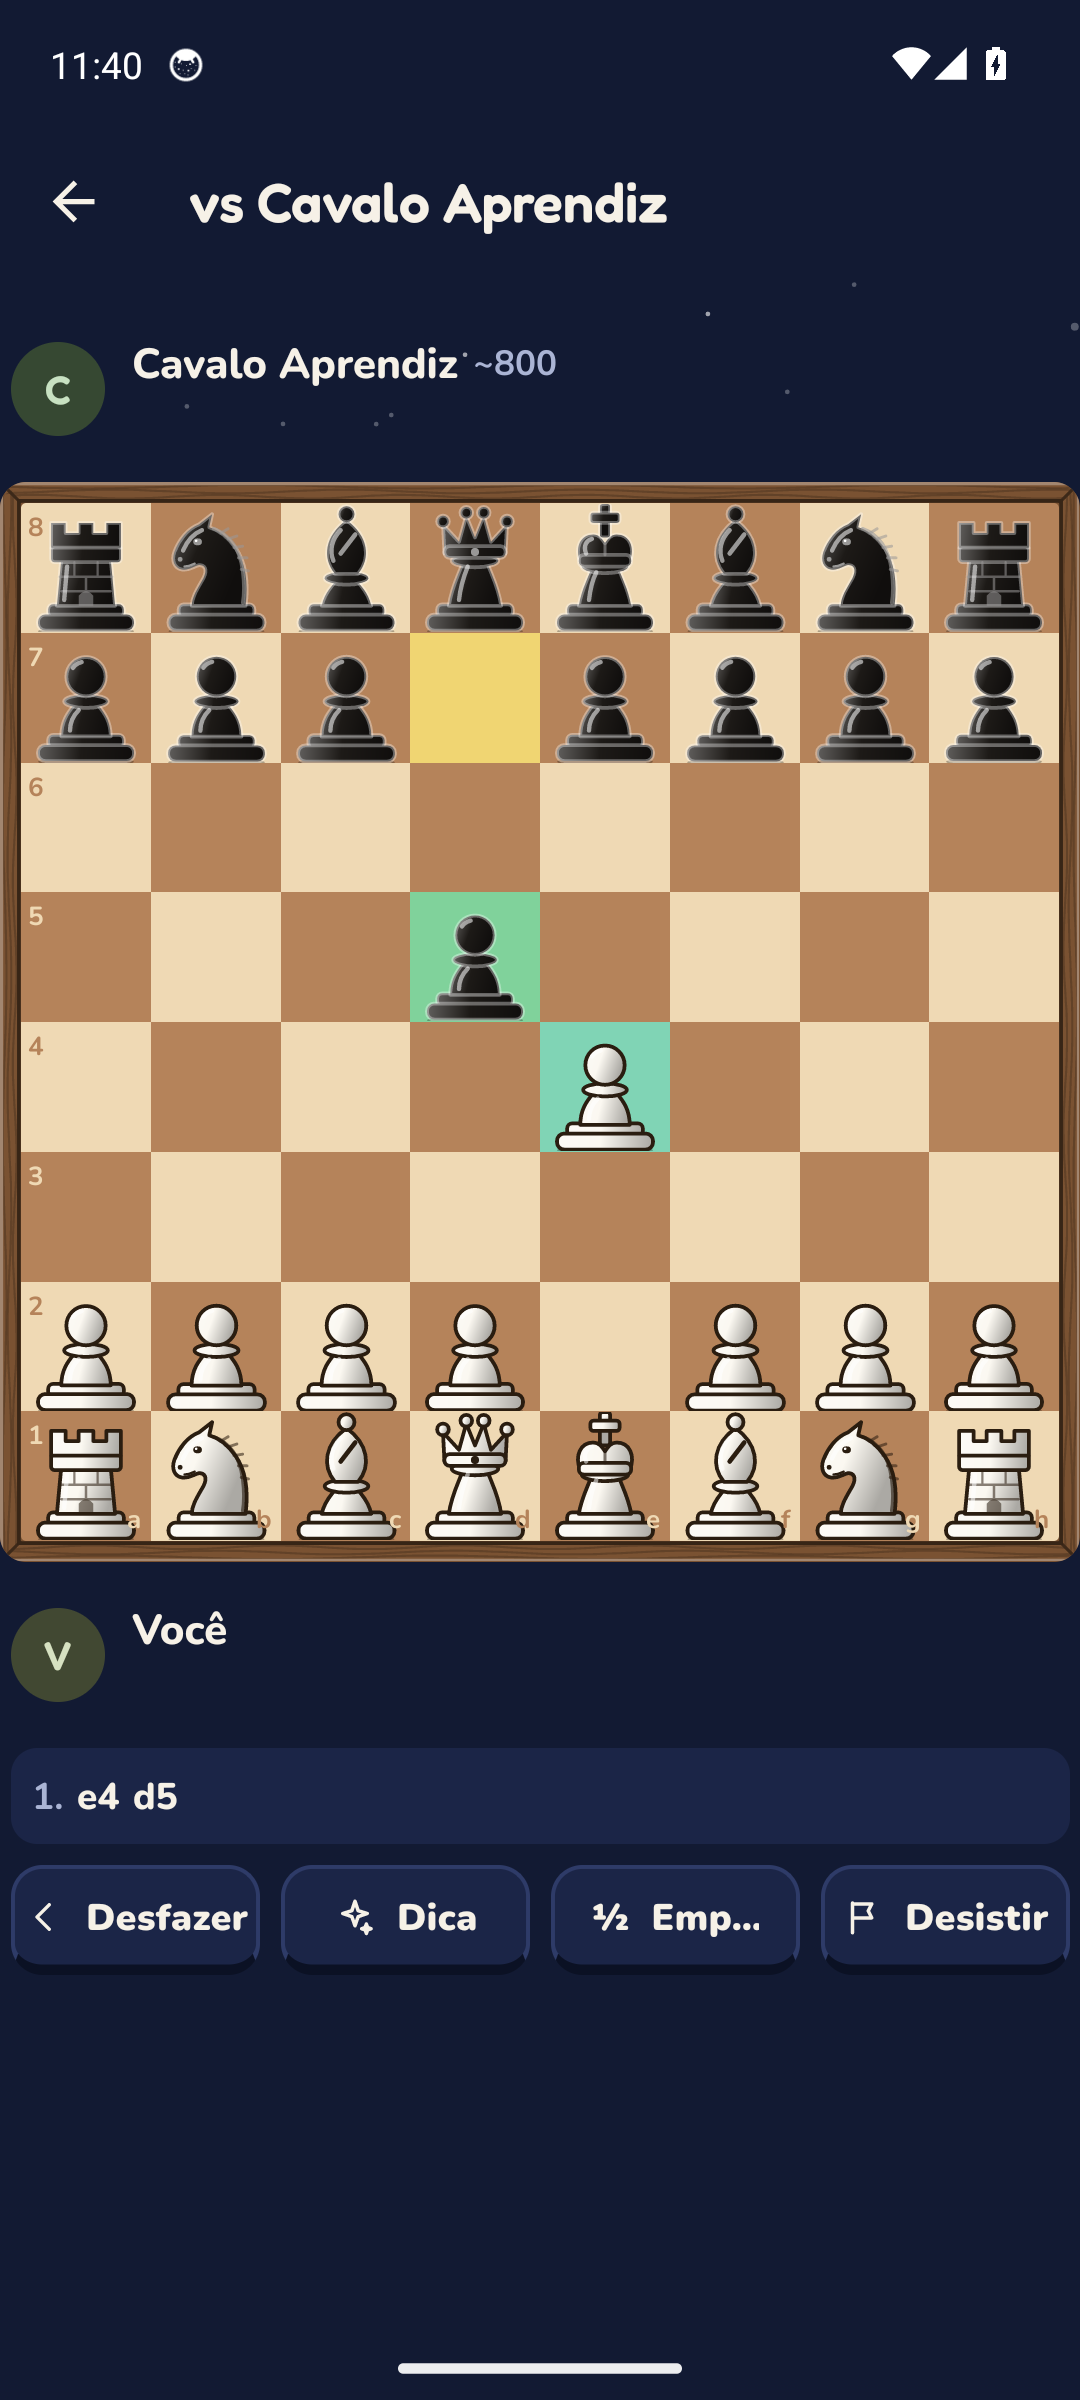 11:40
vs Cavalo Aprendiz
C
Cavalo Aprendiz ~800
8
7
6
5
4
3
2
1
a b c d e f g h
V
Você
1. e4 d5
Desfazer
Dica
½ Emp...
Desistir